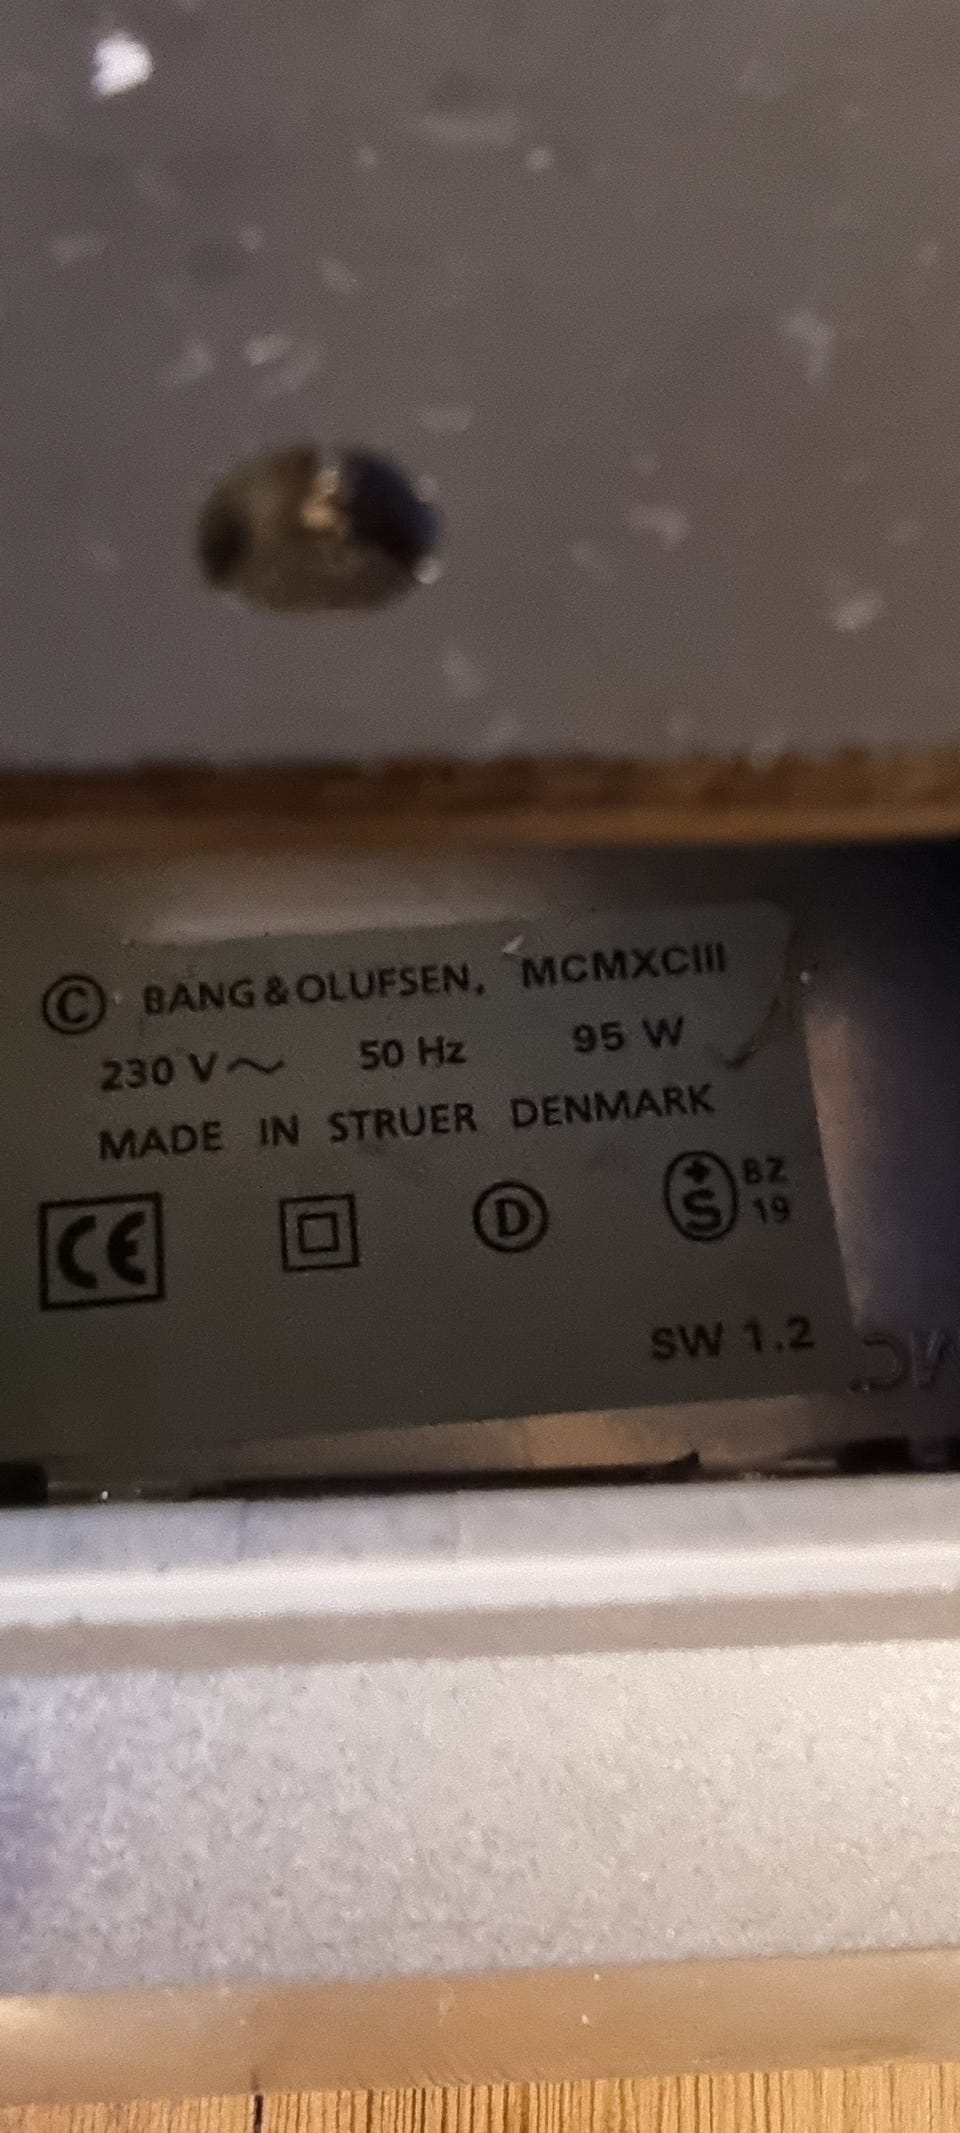 © BANG & OLUFSEN, MCMXCIII
230 V~ 50 Hz 95 W
MADE IN STRUER DENMARK
CE D S BZ 19
SW 1.2